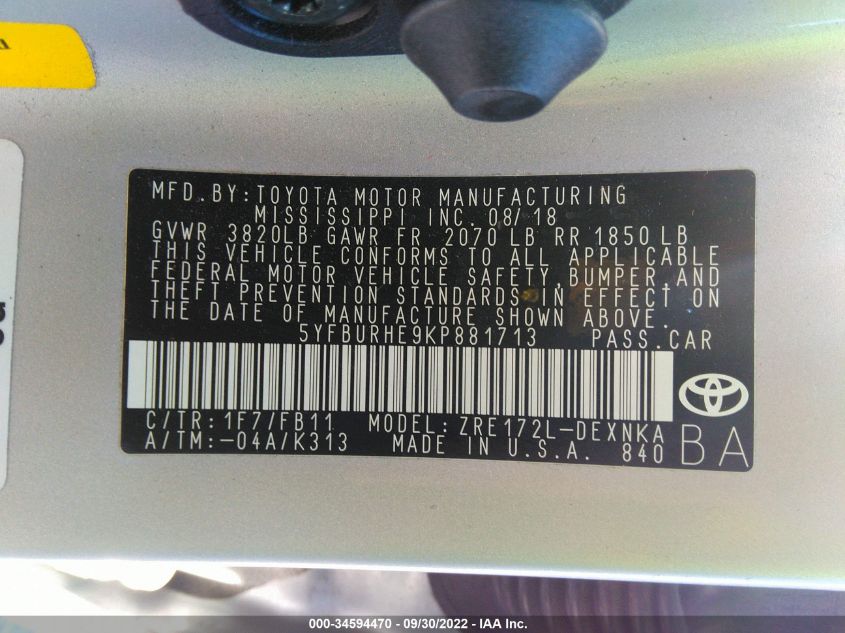 MFD.BY:TOYOTA MOTOR MANUFACTURING
MISSISSIPPI INC. 08/18
GVWR 3820LB GAWR FR 2070 LB RR 1850 LB
THIS VEHICLE CONFORMS TO ALL APPLICABLE
FEDERAL MOTOR VEHICLE SAFETY,BUMPER,AND
THEFT PREVENTION STANDARDS IN EFFECT ON
THE DATE OF MANUFACTURE SHOWN ABOVE.
5YFBURHE9KP881713 PASS.CAR
C/TR:1F7/FB11 MODEL:ZRE172L-DEXNKA
A/TM:-04A/K313 MADE IN U.S.A. 840
BA
000-34594470 - 09/30/2022 - IAA Inc.